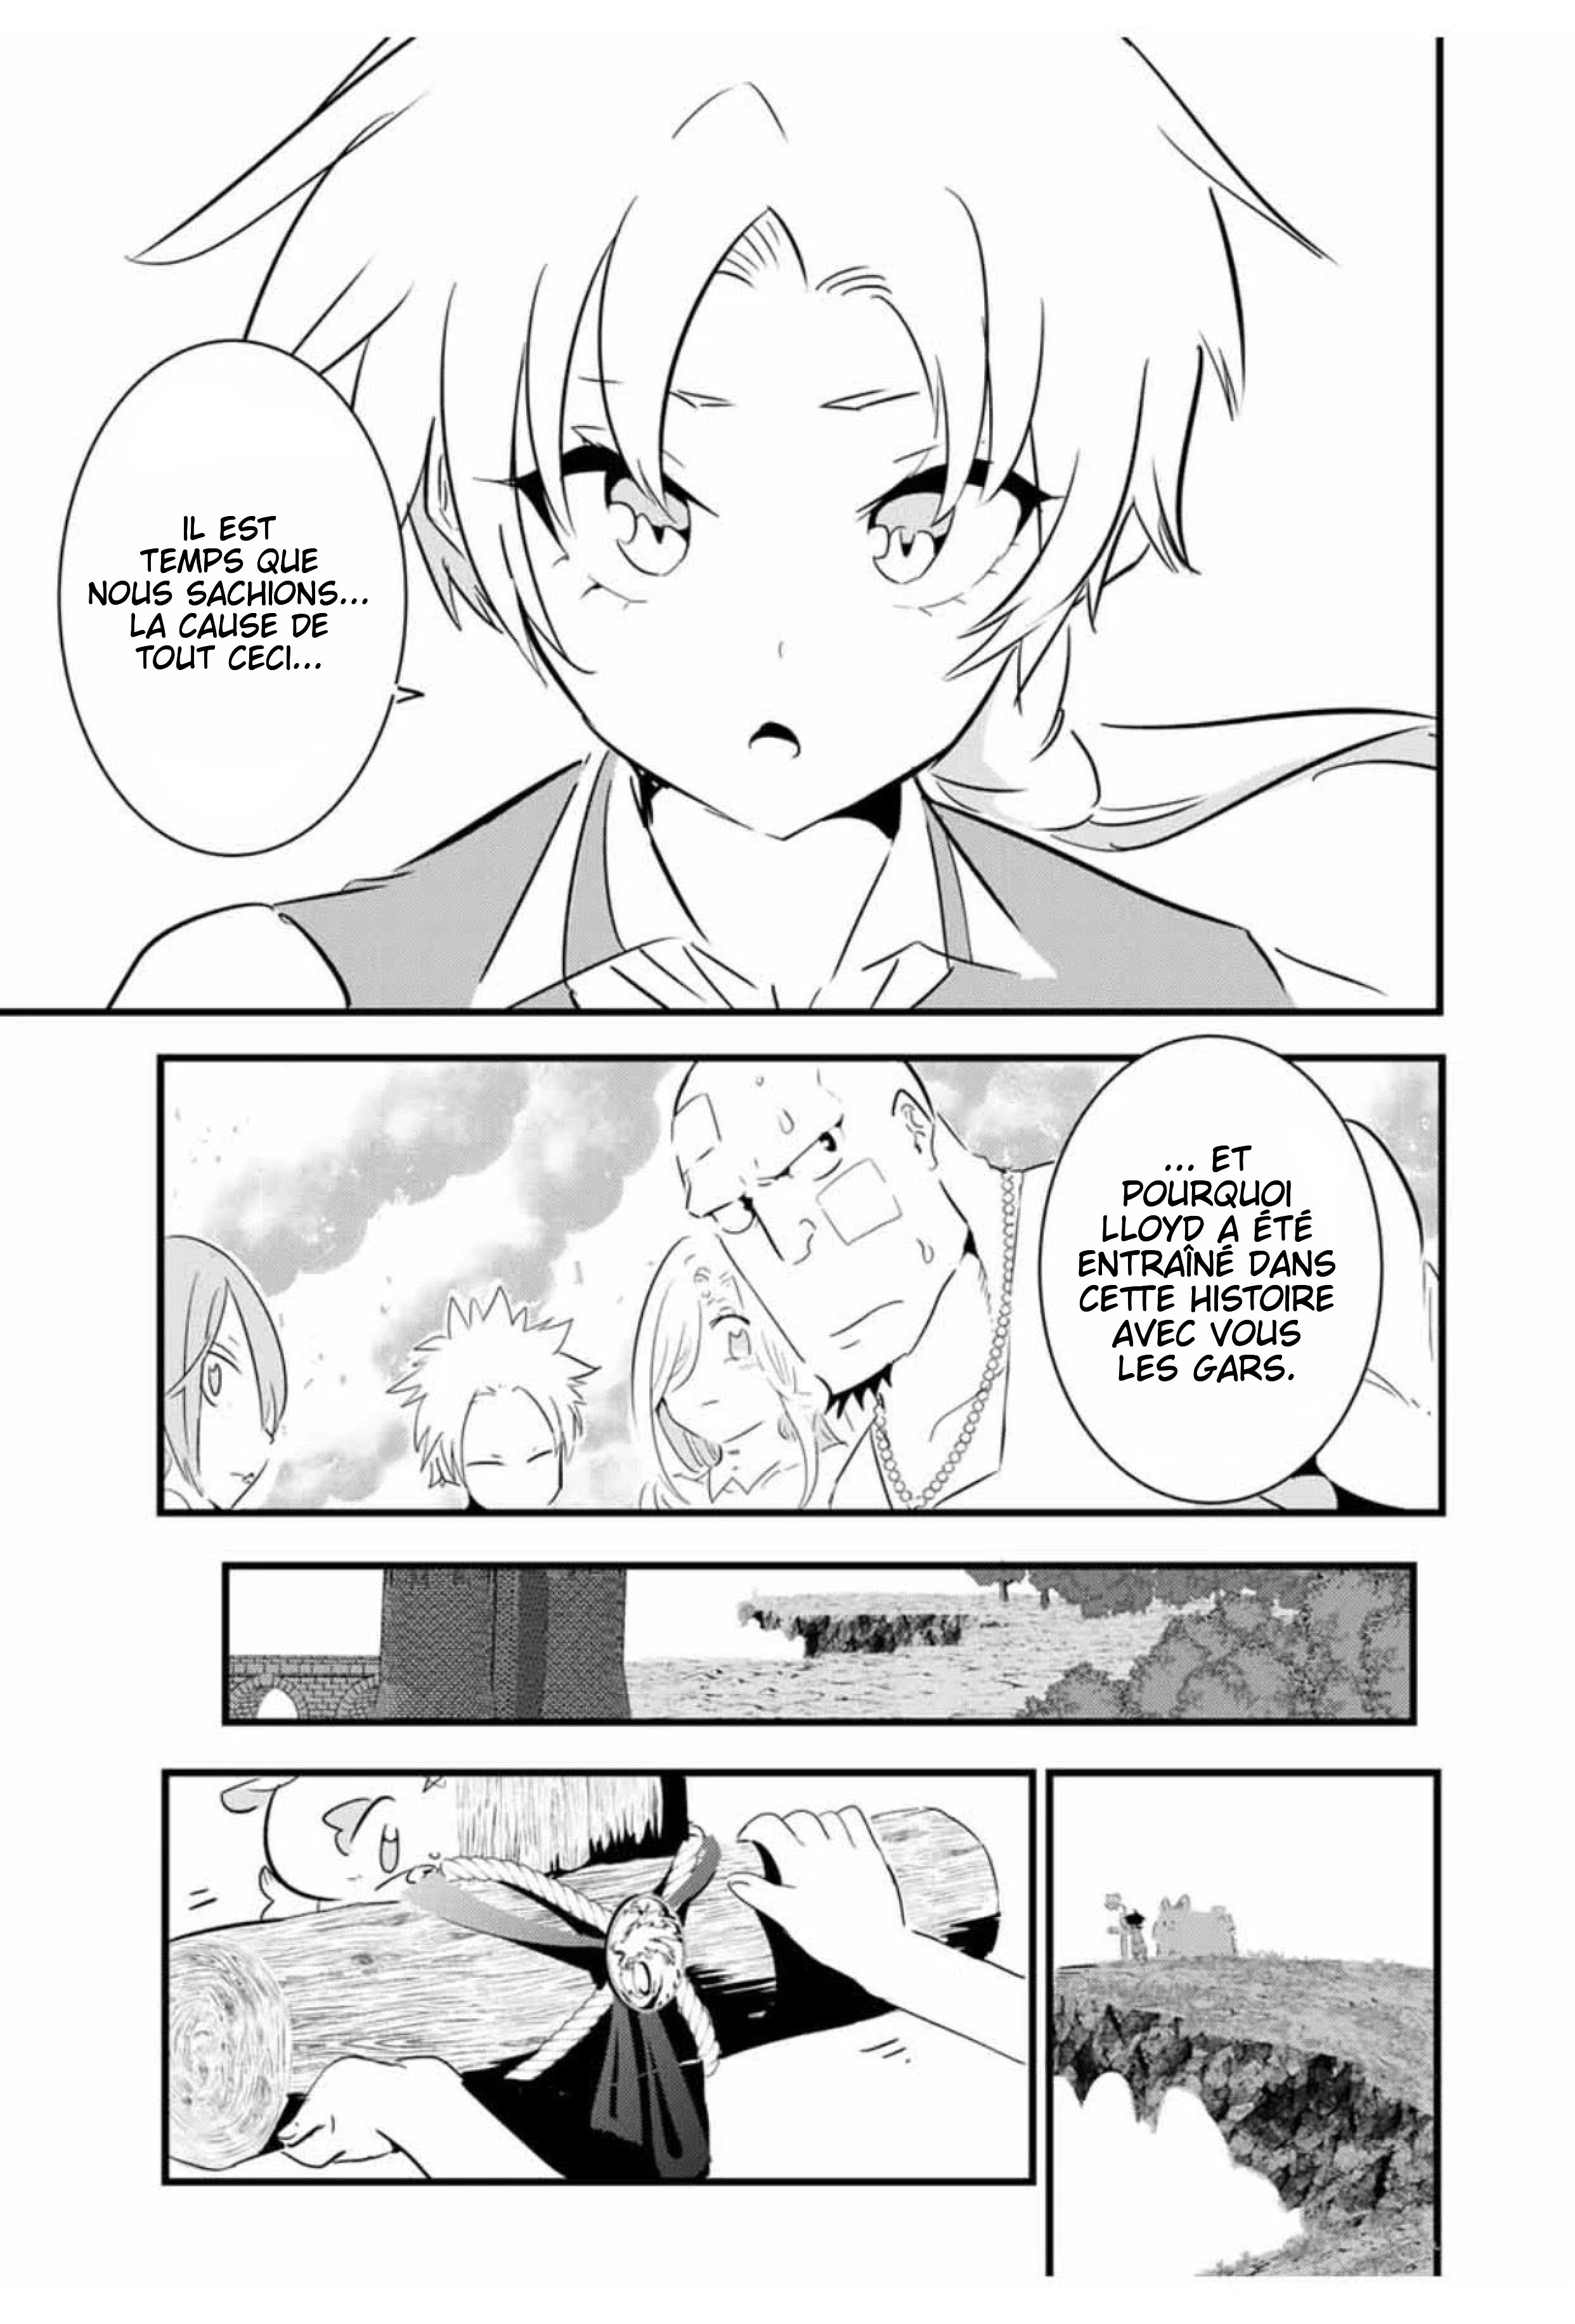 IL EST
TEMPS QUE
NOUS SACHIONS...
LA CAUSE DE
TOUT CECI...
... ET
POURQUOI
LLOYD A ÉTÉ
ENTRAÎNÉ DANS
CETTE HISTOIRE
AVEC VOUS
LES GARS.